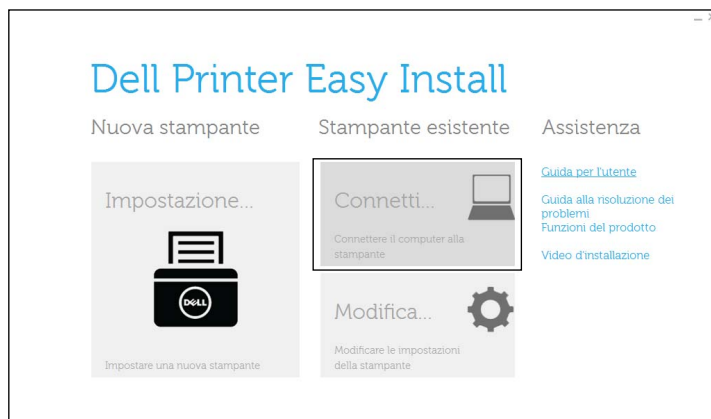 Dell Printer Easy Install
Nuova stampante
Stampante esistente
Assistenza
Impostazione...
DELL
Impostare una nuova stampante
Connetti...
Connettere il computer alla
stampante
Modifica...
Modificare le impostazioni
della stampante
Guida per l'utente
Guida alla risoluzione dei
problemi
Funzioni del prodotto
Video d'installazione